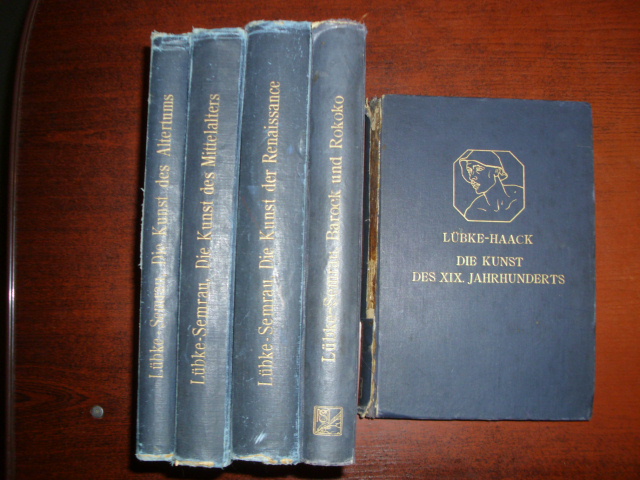 Lübke-Semrau, Die Kunst des Altertums
Lübke-Semrau, Die Kunst des Mittelalters
Lübke-Semrau, Die Kunst der Renaissance
Lübke-Semrau, Barock und Rokoko
LÜBKE-HAACK
DIE KUNST
DES XIX. JAHRHUNDERTS